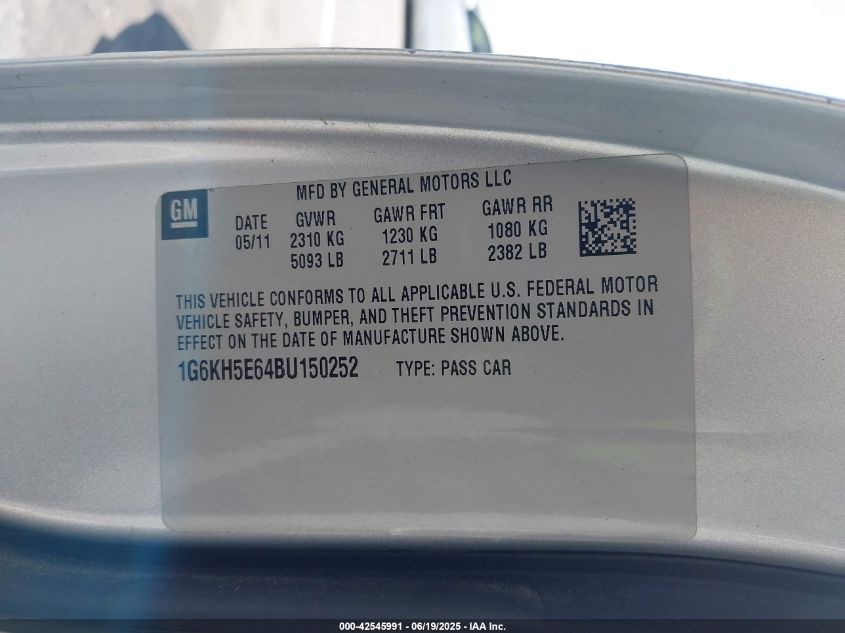 MFD BY GENERAL MOTORS LLC
GM
DATE GVWR GAWR FRT GAWR RR
05/11 2310 KG 1230 KG 1080 KG
5093 LB 2711 LB 2382 LB
THIS VEHICLE CONFORMS TO ALL APPLICABLE U.S. FEDERAL MOTOR
VEHICLE SAFETY, BUMPER, AND THEFT PREVENTION STANDARDS IN
EFFECT ON THE DATE OF MANUFACTURE SHOWN ABOVE.
1G6KH5E64BU150252 TYPE: PASS CAR
000-42545991 - 06/19/2025 - IAA Inc.